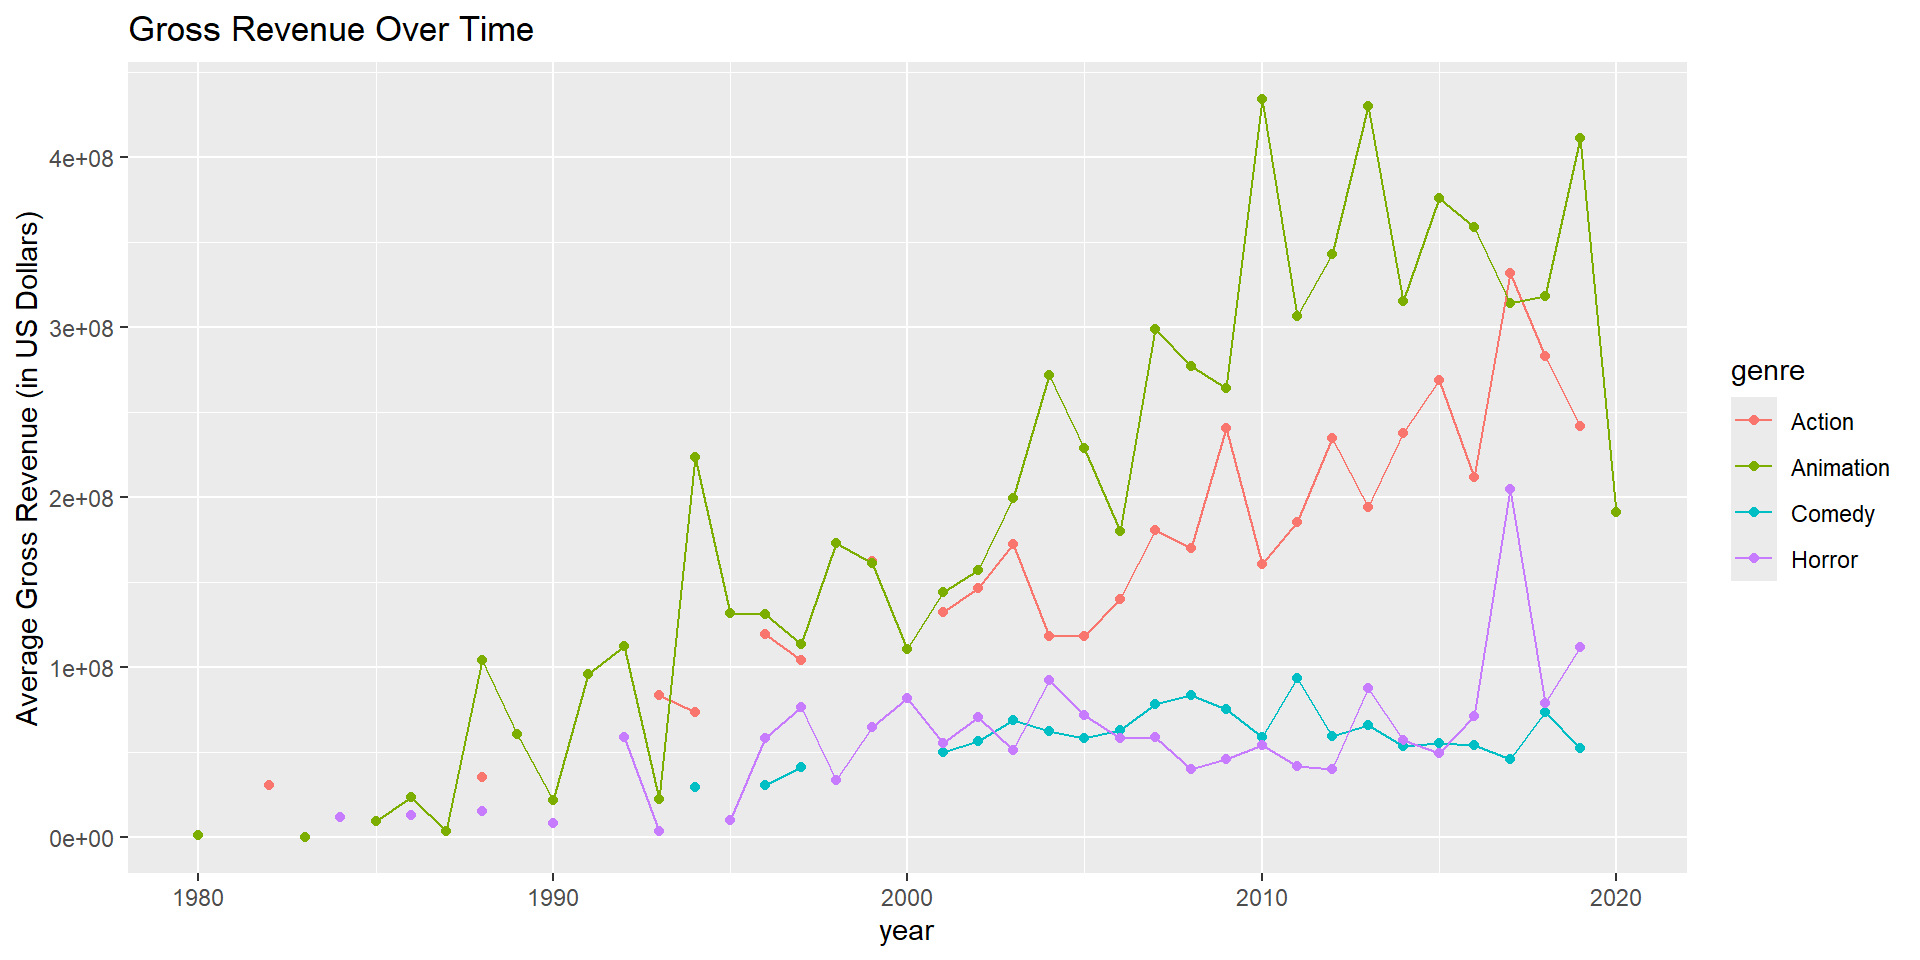 Gross Revenue Over Time
Average Gross Revenue (in US Dollars)
4e+08
3e+08
2e+08
1e+08
0e+00
1980
1990
2000
2010
2020
year
genre
Action
Animation
Comedy
Horror